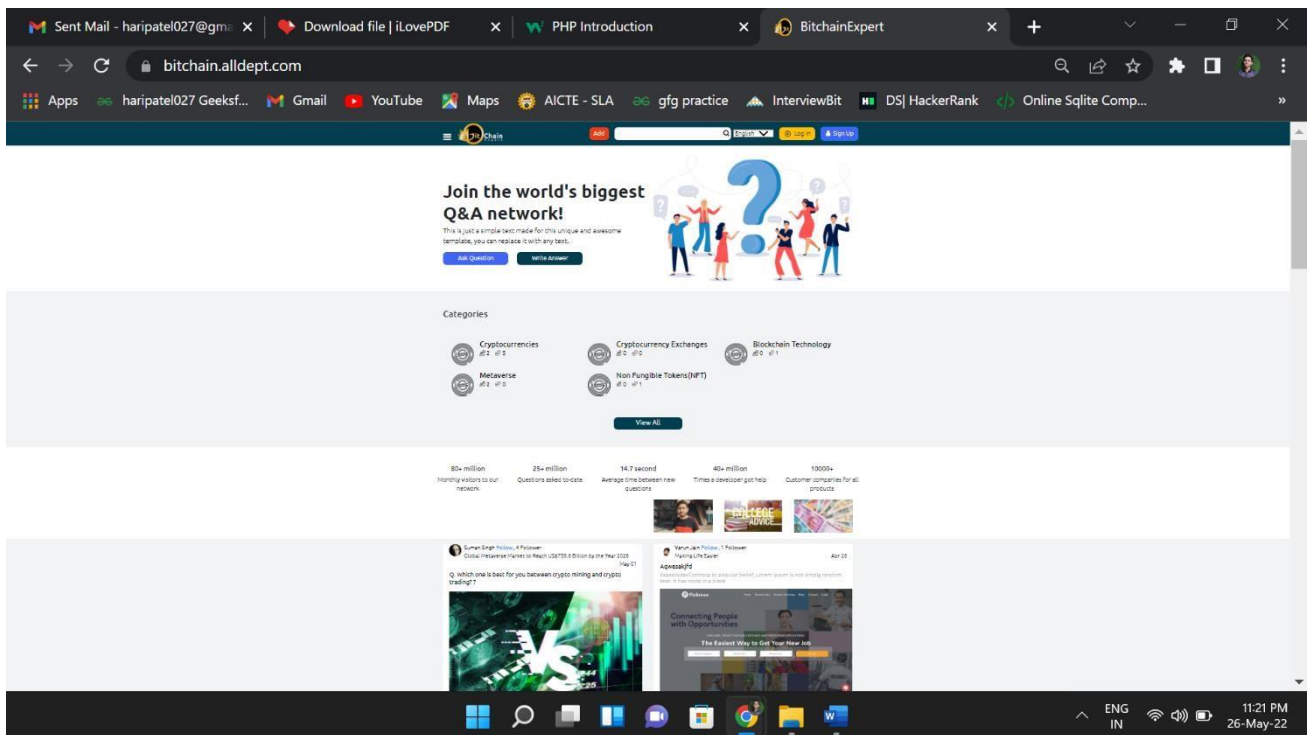 Sent Mail - haripatel027@gma
Download file | iLovePDF
PHP Introduction
BitchainExpert
bitchain.alldept.com
Apps
haripatel027 Geeksf...
Gmail
YouTube
Maps
AICTE - SLA
gfg practice
InterviewBit
DS| HackerRank
Online Sqlite Comp...
»
Bit Chain
Add
English
Log In
Sign Up
Join the world's biggest
Q&A network!
This is just a simple text made for this unique and awesome
template, you can replace it with any text.
Ask Question
Write Answer
Categories
Cryptocurrencies
Cryptocurrency Exchanges
Blockchain Technology
Metaverse
Non Fungible Tokens(NFT)
View All
80+ million
Monthly visitors to our
network
25+ million
Questions asked to-date
14.7 second
Average time between new
questions
40+ million
Times a developer got help
10000+
Customer companies for all
products
COLLEGE
ADVICE
Suman Singh Follow, 4 Follower
Global Metaverse Market to Reach US$758.6 Billion by the Year 2026
May 01
Q. Which one is best for you between crypto mining and crypto
trading??
VS
Varun Jain Follow, 1 Follower
Making Life Easier
Apr 26
Aqwesakjfd
Connecting People
with Opportunities
The Easiest Way to Get Your New Job
ENG
IN
11:21 PM
26-May-22